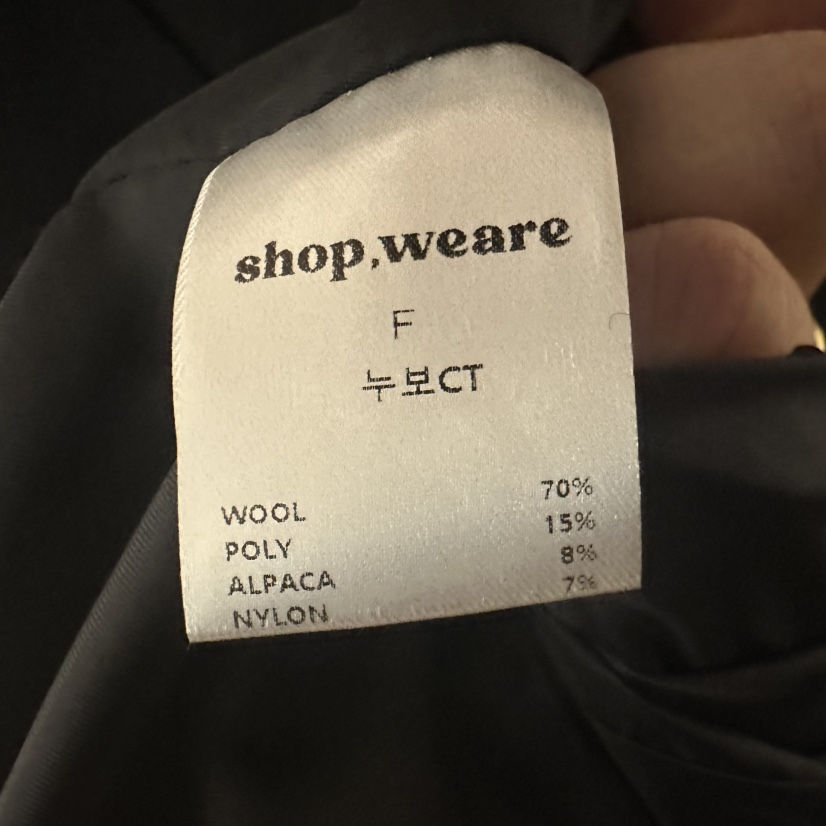 shop.weare
F
누보CT
WOOL 70%
POLY 15%
ALPACA 8%
NYLON 7%